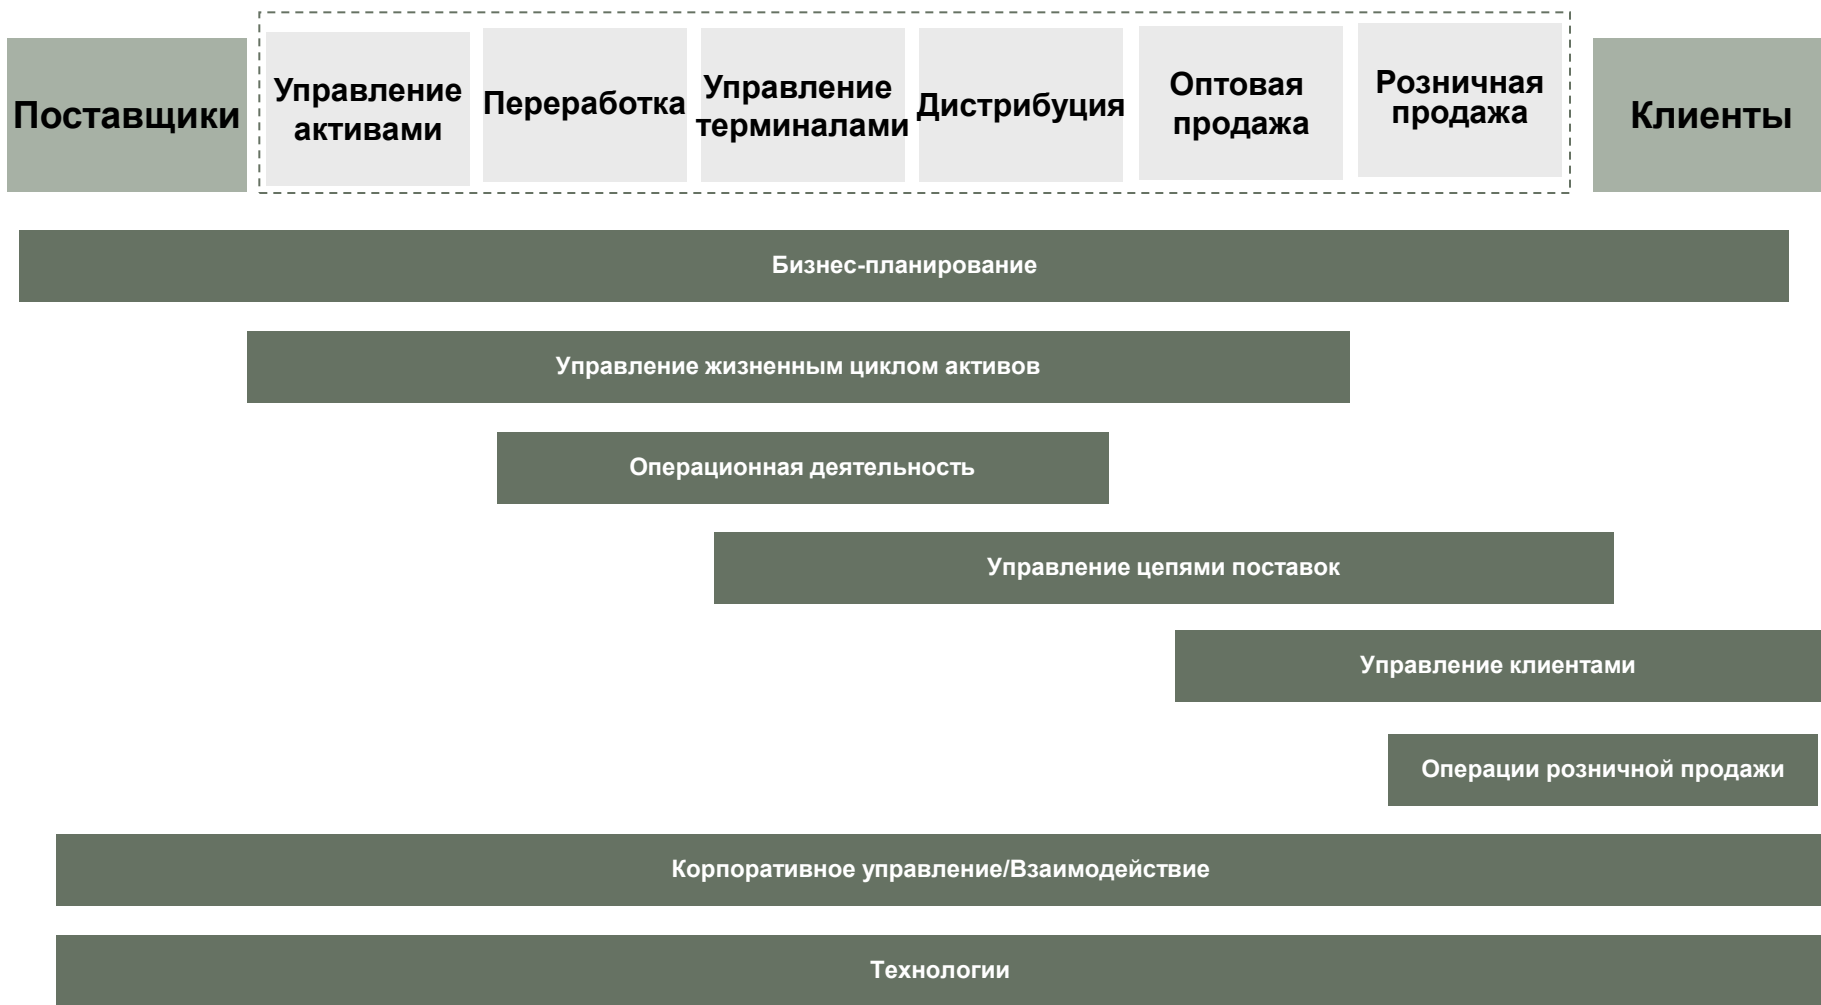 Поставщики
Управление
активами
Переработка
Управление
терминалами
Дистрибуция
Оптовая
продажа
Розничная
продажа
Клиенты
Бизнес-планирование
Управление жизненным циклом активов
Операционная деятельность
Управление цепями поставок
Управление клиентами
Операции розничной продажи
Корпоративное управление/Взаимодействие
Технологии